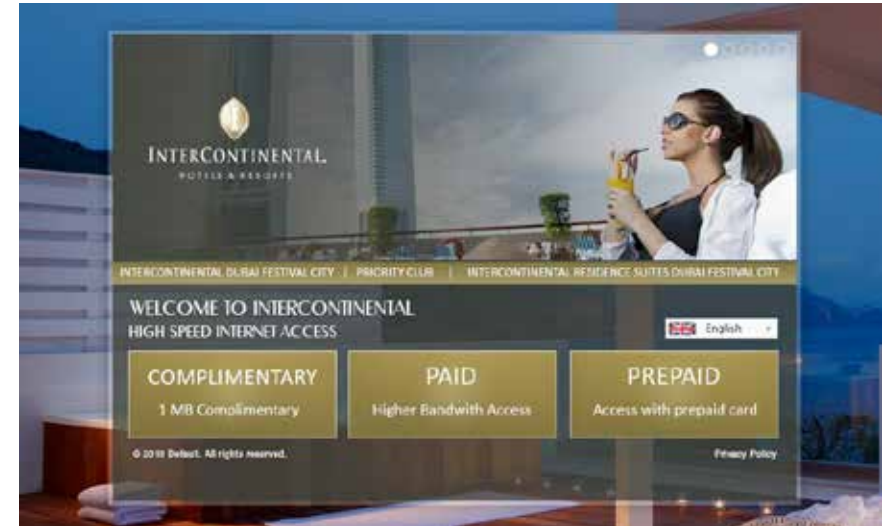 INTERCONTINENTAL.
HOTELS & RESORTS
INTERCONTINENTAL DUBAI FESTIVAL CITY | PRIORITY CLUB | INTERCONTINENTAL RESIDENCE SUITES DUBAI FESTIVAL CITY
WELCOME TO INTERCONTINENTAL
HIGH SPEED INTERNET ACCESS
English
COMPLIMENTARY
1 MB Complimentary
PAID
Higher Bandwith Access
PREPAID
Access with prepaid card
© Default. All rights reserved.
Privacy Policy